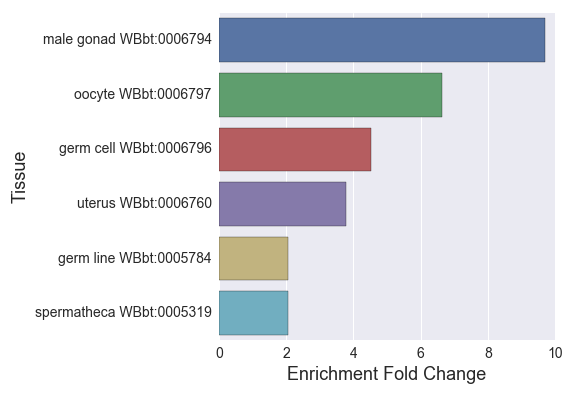 male gonad WBbt:0006794
oocyte WBbt:0006797
germ cell WBbt:0006796
uterus WBbt:0006760
germ line WBbt:0005784
spermatheca WBbt:0005319
Tissue
0 2 4 6 8 10
Enrichment Fold Change